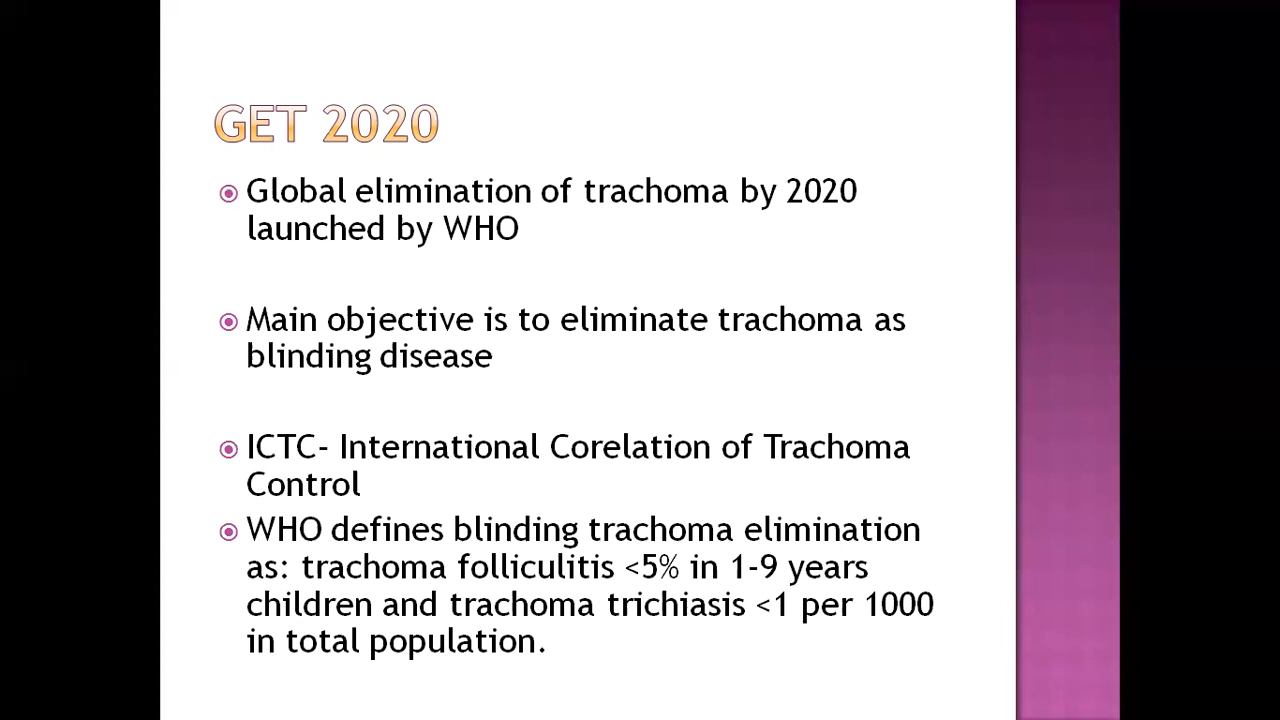 GET 2020
Global elimination of trachoma by 2020
launched by WHO
Main objective is to eliminate trachoma as
blinding disease
ICTC- International Corelation of Trachoma
Control
WHO defines blinding trachoma elimination
as: trachoma folliculitis <5% in 1-9 years
children and trachoma trichiasis <1 per 1000
in total population.